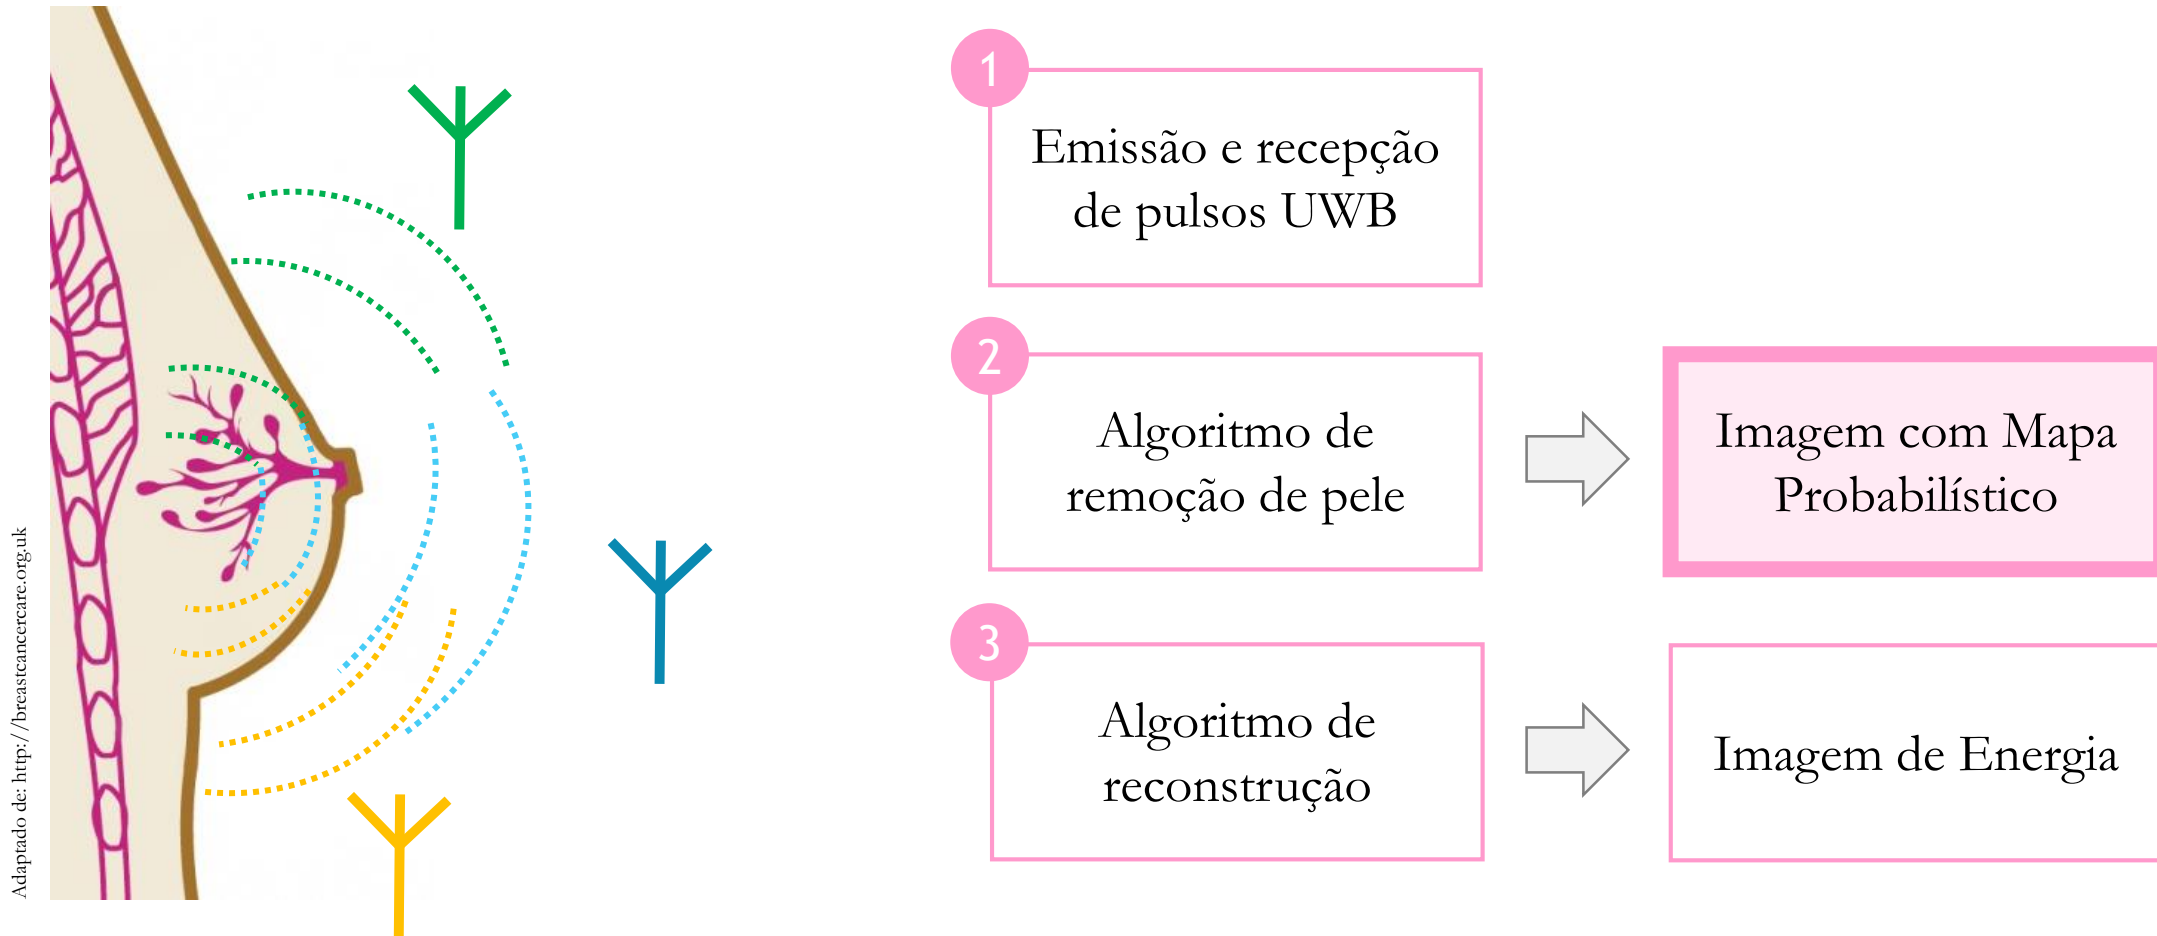 Adaptado de: http://breastcancercare.org.uk
1
Emissão e recepção
de pulsos UWB
2
Algoritmo de
remoção de pele
Imagem com Mapa
Probabilístico
3
Algoritmo de
reconstrução
Imagem de Energia